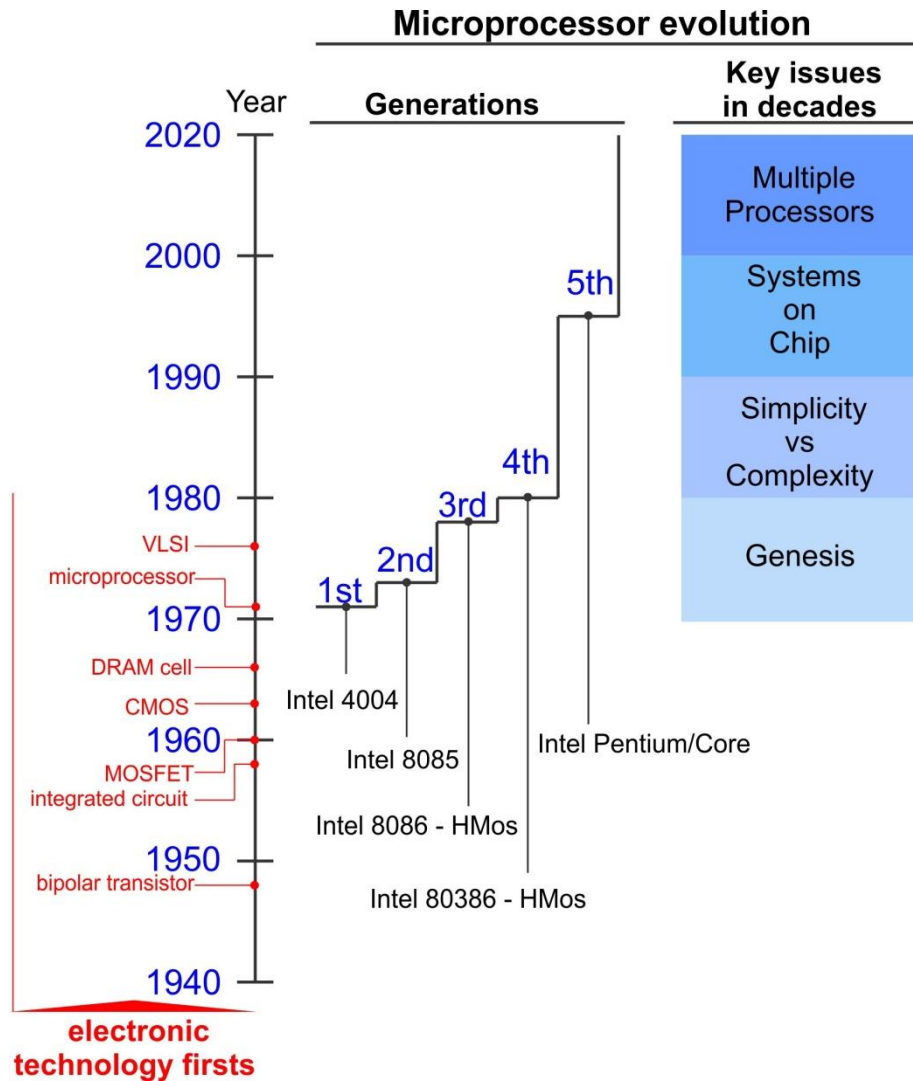 Microprocessor evolution
Year
Generations
Key issues
in decades
2020
2000
1990
1980
1970
1960
1950
1940
VLSI
microprocessor
DRAM cell
CMOS
MOSFET
integrated circuit
bipolar transistor
electronic
technology firsts
1st
2nd
3rd
4th
5th
Intel 4004
Intel 8085
Intel 8086 - HMos
Intel 80386 - HMos
Intel Pentium/Core
Multiple
Processors
Systems
on
Chip
Simplicity
vs
Complexity
Genesis